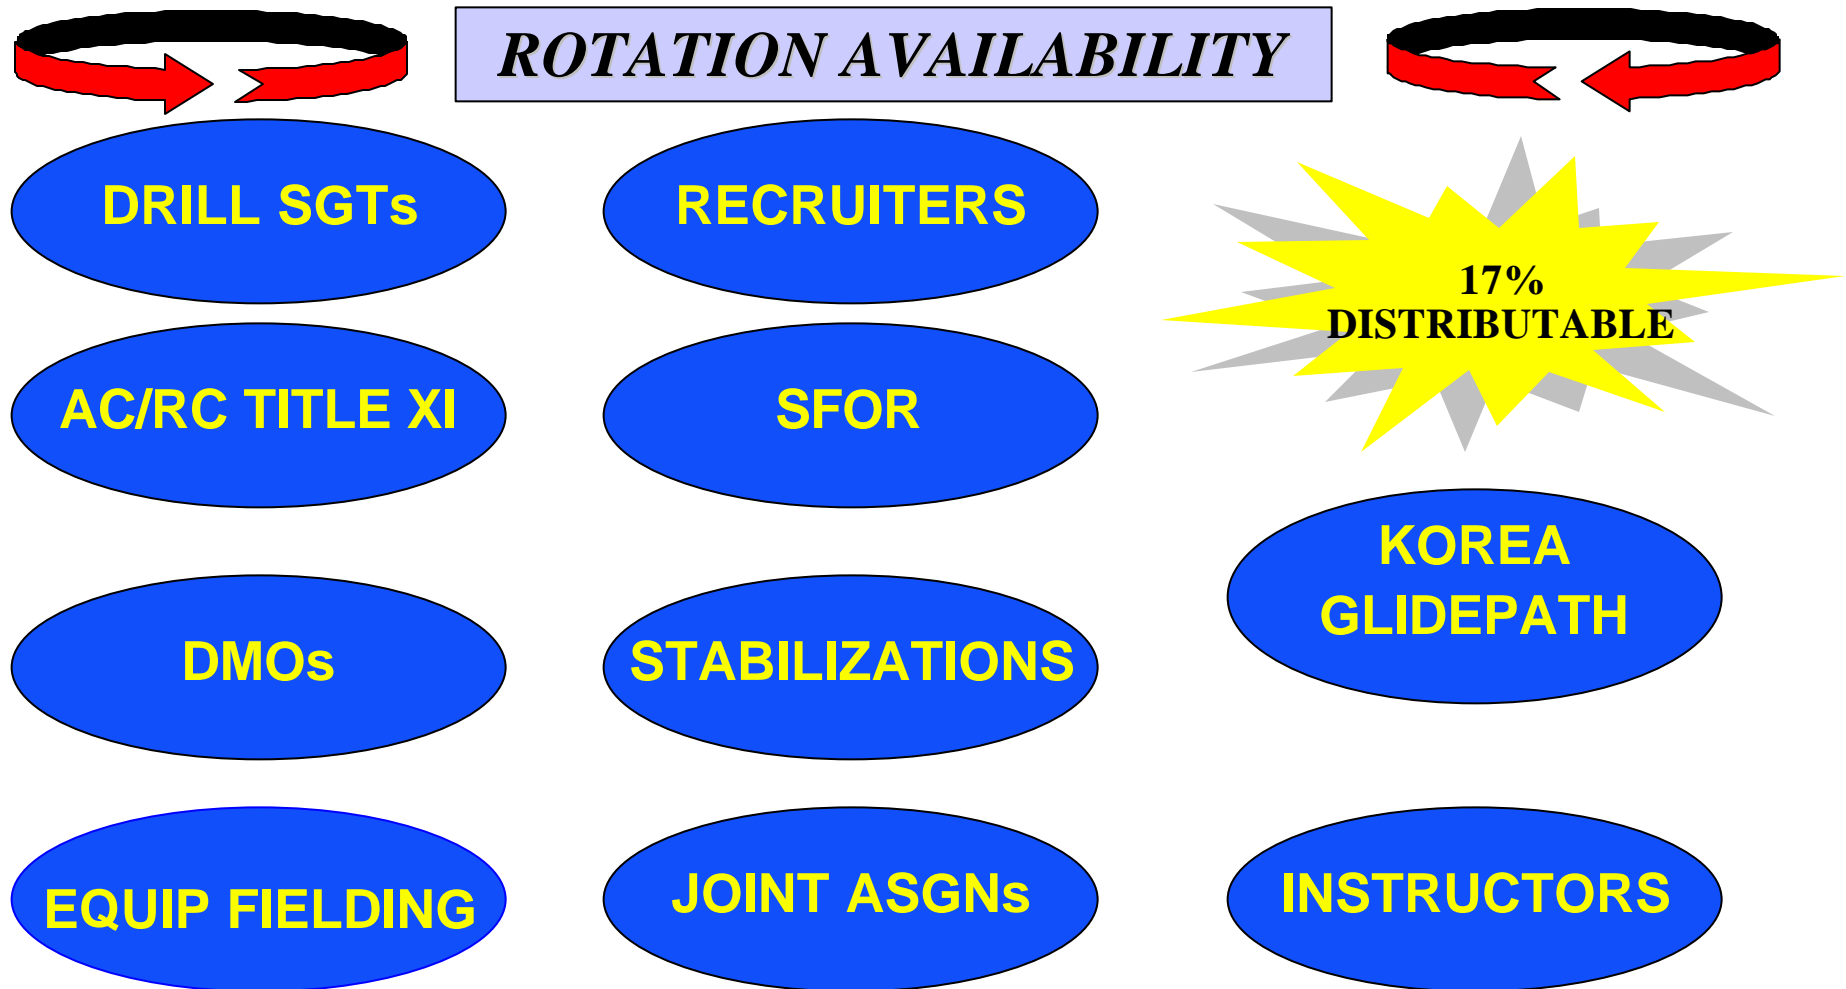 ROTATION AVAILABILITY
DRILL SGTs
RECRUITERS
17%
DISTRIBUTABLE
AC/RC TITLE XI
SFOR
KOREA
GLIDEPATH
DMOs
STABILIZATIONS
EQUIP FIELDING
JOINT ASGNs
INSTRUCTORS